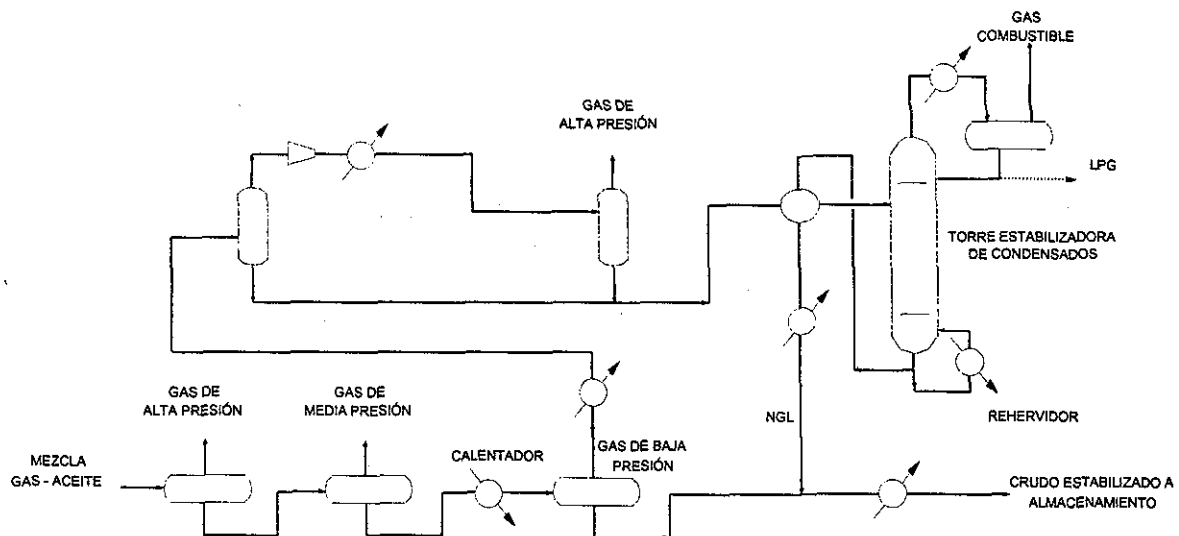 GAS
COMBUSTIBLE
GAS DE
ALTA PRESIÓN
LPG
TORRE ESTABILIZADORA
DE CONDENSADOS
GAS DE
ALTA PRESIÓN
GAS DE
MEDIA PRESIÓN
NGL
REHERVIDOR
MEZCLA
GAS - ACEITE
CALENTADOR
GAS DE BAJA
PRESIÓN
CRUDO ESTABILIZADO A
ALMACENAMIENTO